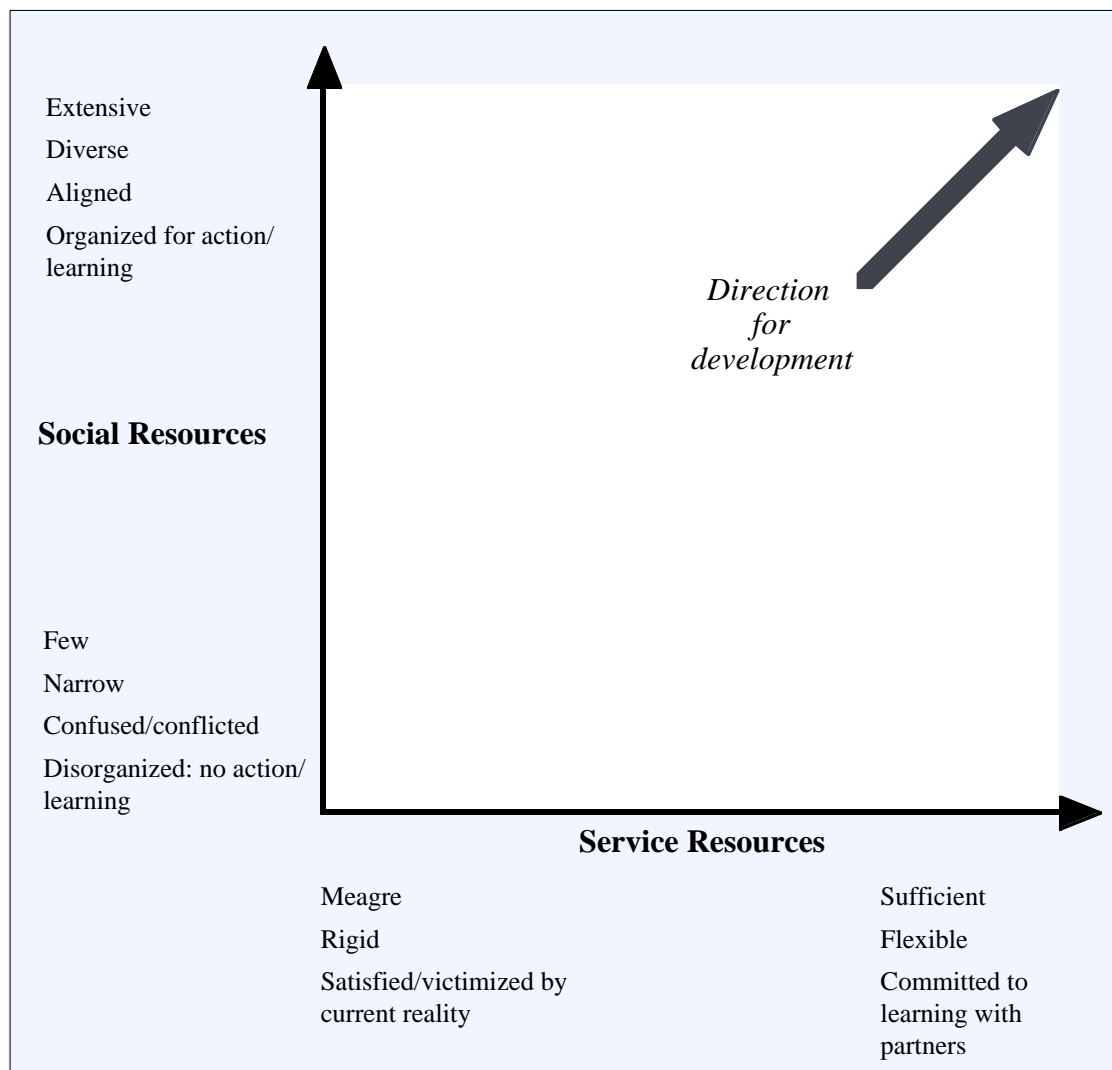 Extensive
Diverse
Aligned
Organized for action/
learning
Direction
for
development
Social Resources
Few
Narrow
Confused/conflicted
Disorganized: no action/
learning
Service Resources
Meagre
Rigid
Satisfied/victimized by
current reality
Sufficient
Flexible
Committed to
learning with
partners